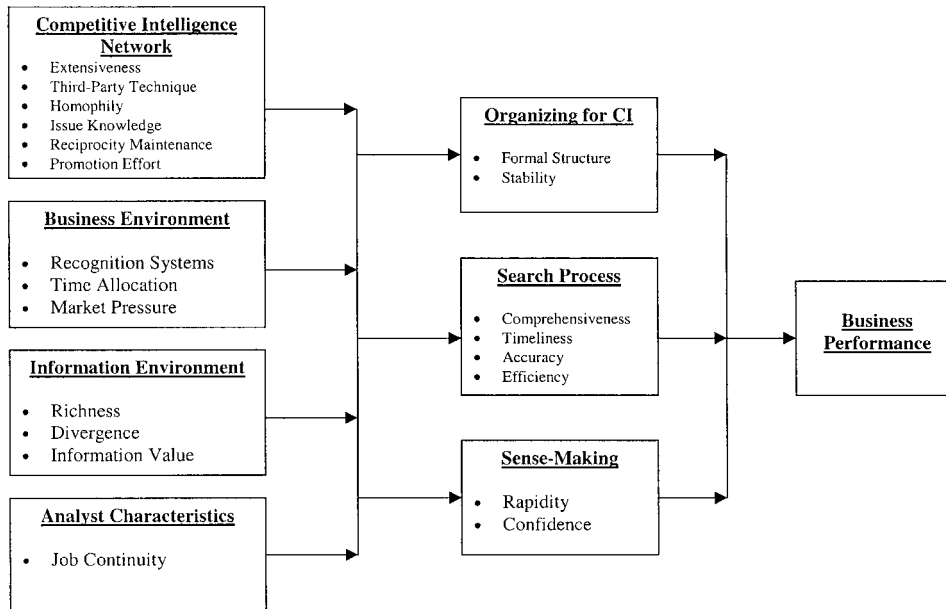 Competitive Intelligence
Network
• Extensiveness
• Third-Party Technique
• Homophily
• Issue Knowledge
• Reciprocity Maintenance
• Promotion Effort
Business Environment
• Recognition Systems
• Time Allocation
• Market Pressure
Information Environment
• Richness
• Divergence
• Information Value
Analyst Characteristics
• Job Continuity
Organizing for CI
• Formal Structure
• Stability
Search Process
• Comprehensiveness
• Timeliness
• Accuracy
• Efficiency
Sense-Making
• Rapidity
• Confidence
Business
Performance